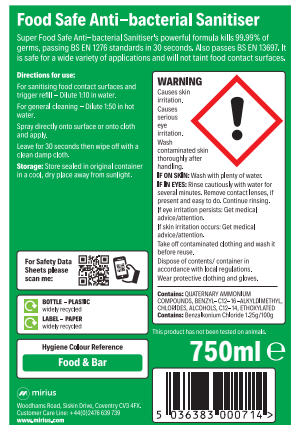 Food Safe Anti-bacterial Sanitiser
Super Food Safe Anti-bacterial Sanitiser's powerful formula kills 99.99% of
germs, passing BS EN 1276 standards in 30 seconds. Also passes BS EN 13697. It
is safe for a wide variety of applications and will not taint food contact surfaces.
Directions for use:
For sanitising food contact surfaces and
trigger refill – Dilute 1:10 in water.
For general cleaning – Dilute 1:50 in hot
water.
Spray directly onto surface or onto cloth
and apply.
Leave for 30 seconds then wipe off with a
clean damp cloth.
Storage: Store sealed in original container
in a cool, dry place away from sunlight.
WARNING
Causes skin
irritation.
Causes
serious
eye
irritation.
Wash
contaminated skin
thoroughly after
handling.
IF ON SKIN: Wash with plenty of water.
IF IN EYES: Rinse cautiously with water for
several minutes. Remove contact lenses, if
present and easy to do. Continue rinsing.
If eye irritation persists: Get medical
advice/attention.
If skin irritation occurs: Get medical
advice/attention.
Take off contaminated clothing and wash it
before reuse.
Dispose of contents/ container in
accordance with local regulations.
Wear protective clothing and gloves.
Contains: QUATERNARY AMMONIUM
COMPOUNDS, BENZYL-C12-16-ALKYLDIMETHYL,
CHLORIDES, ALCOHOLS, C12-14, ETHOXYLATED
Contains: Benzalkonium Chloride 1.25g/100g
For Safety Data
Sheets please
scan me:
BOTTLE - PLASTIC
widely recycled
LABEL - PAPER
widely recycled
This product has not been tested on animals.
Hygiene Colour Reference
Food & Bar
750ml e
mirius
Woodhams Road, Siskin Drive, Coventry CV3 4FX.
Customer Care Line: +44(0)2476 639 739
www.mirius.com
5 036383 000714 >